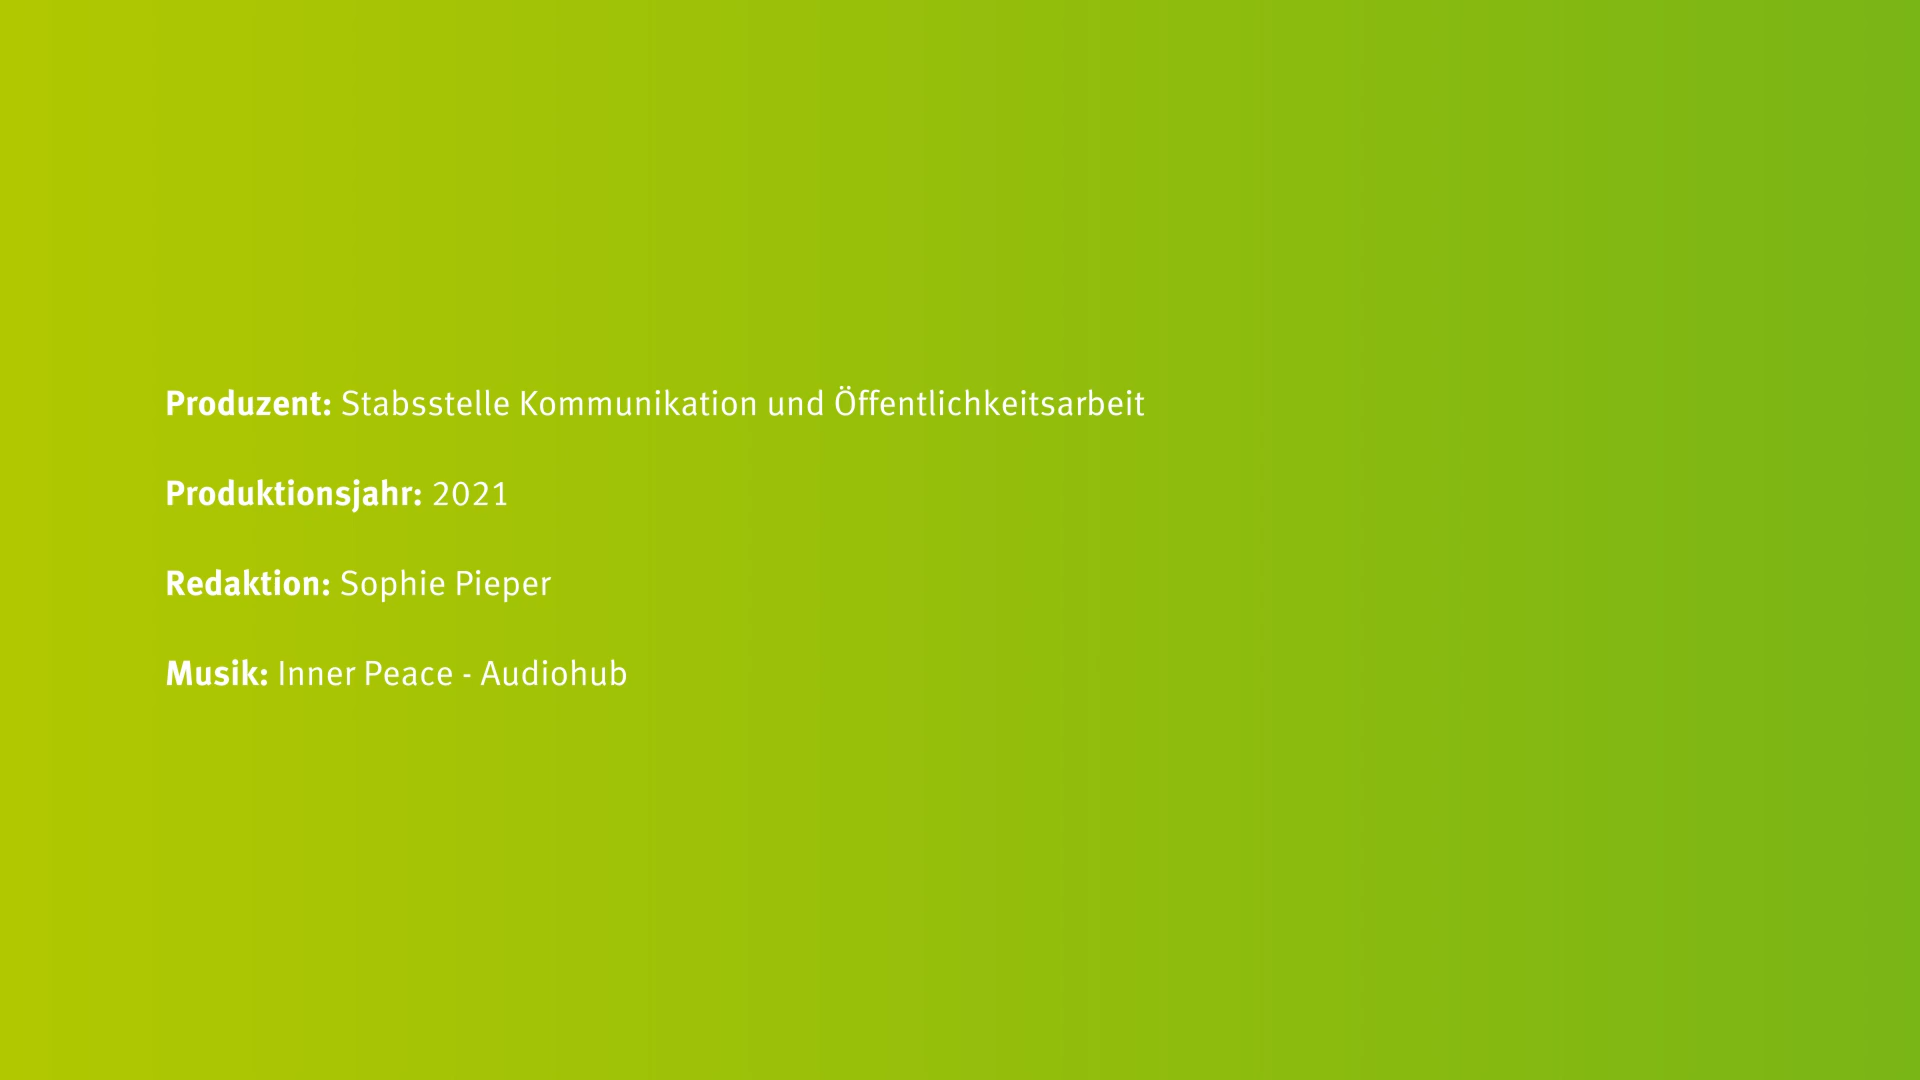 Produzent: Stabsstelle Kommunikation und Öffentlichkeitsarbeit
Produktionsjahr: 2021
Redaktion: Sophie Pieper
Musik: Inner Peace - Audiohub